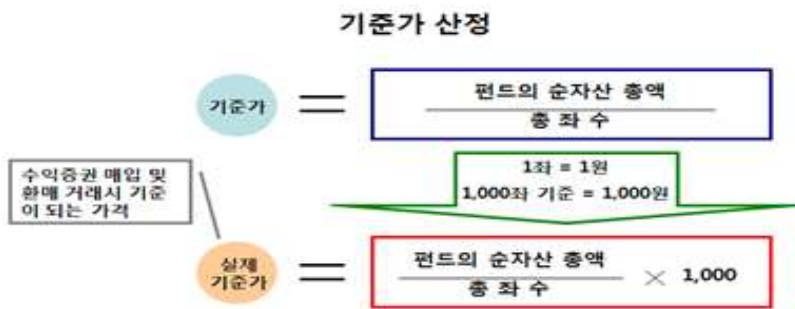 기준가 산정
기준가
=
펀드의 순자산 총액
총 좌 수
수익증권 매입 및
환매 거래시 기준
이 되는 가격
1좌 = 1원
1,000좌 기준 = 1,000원
실제
기준가
=
펀드의 순자산 총액
총 좌 수
× 1,000